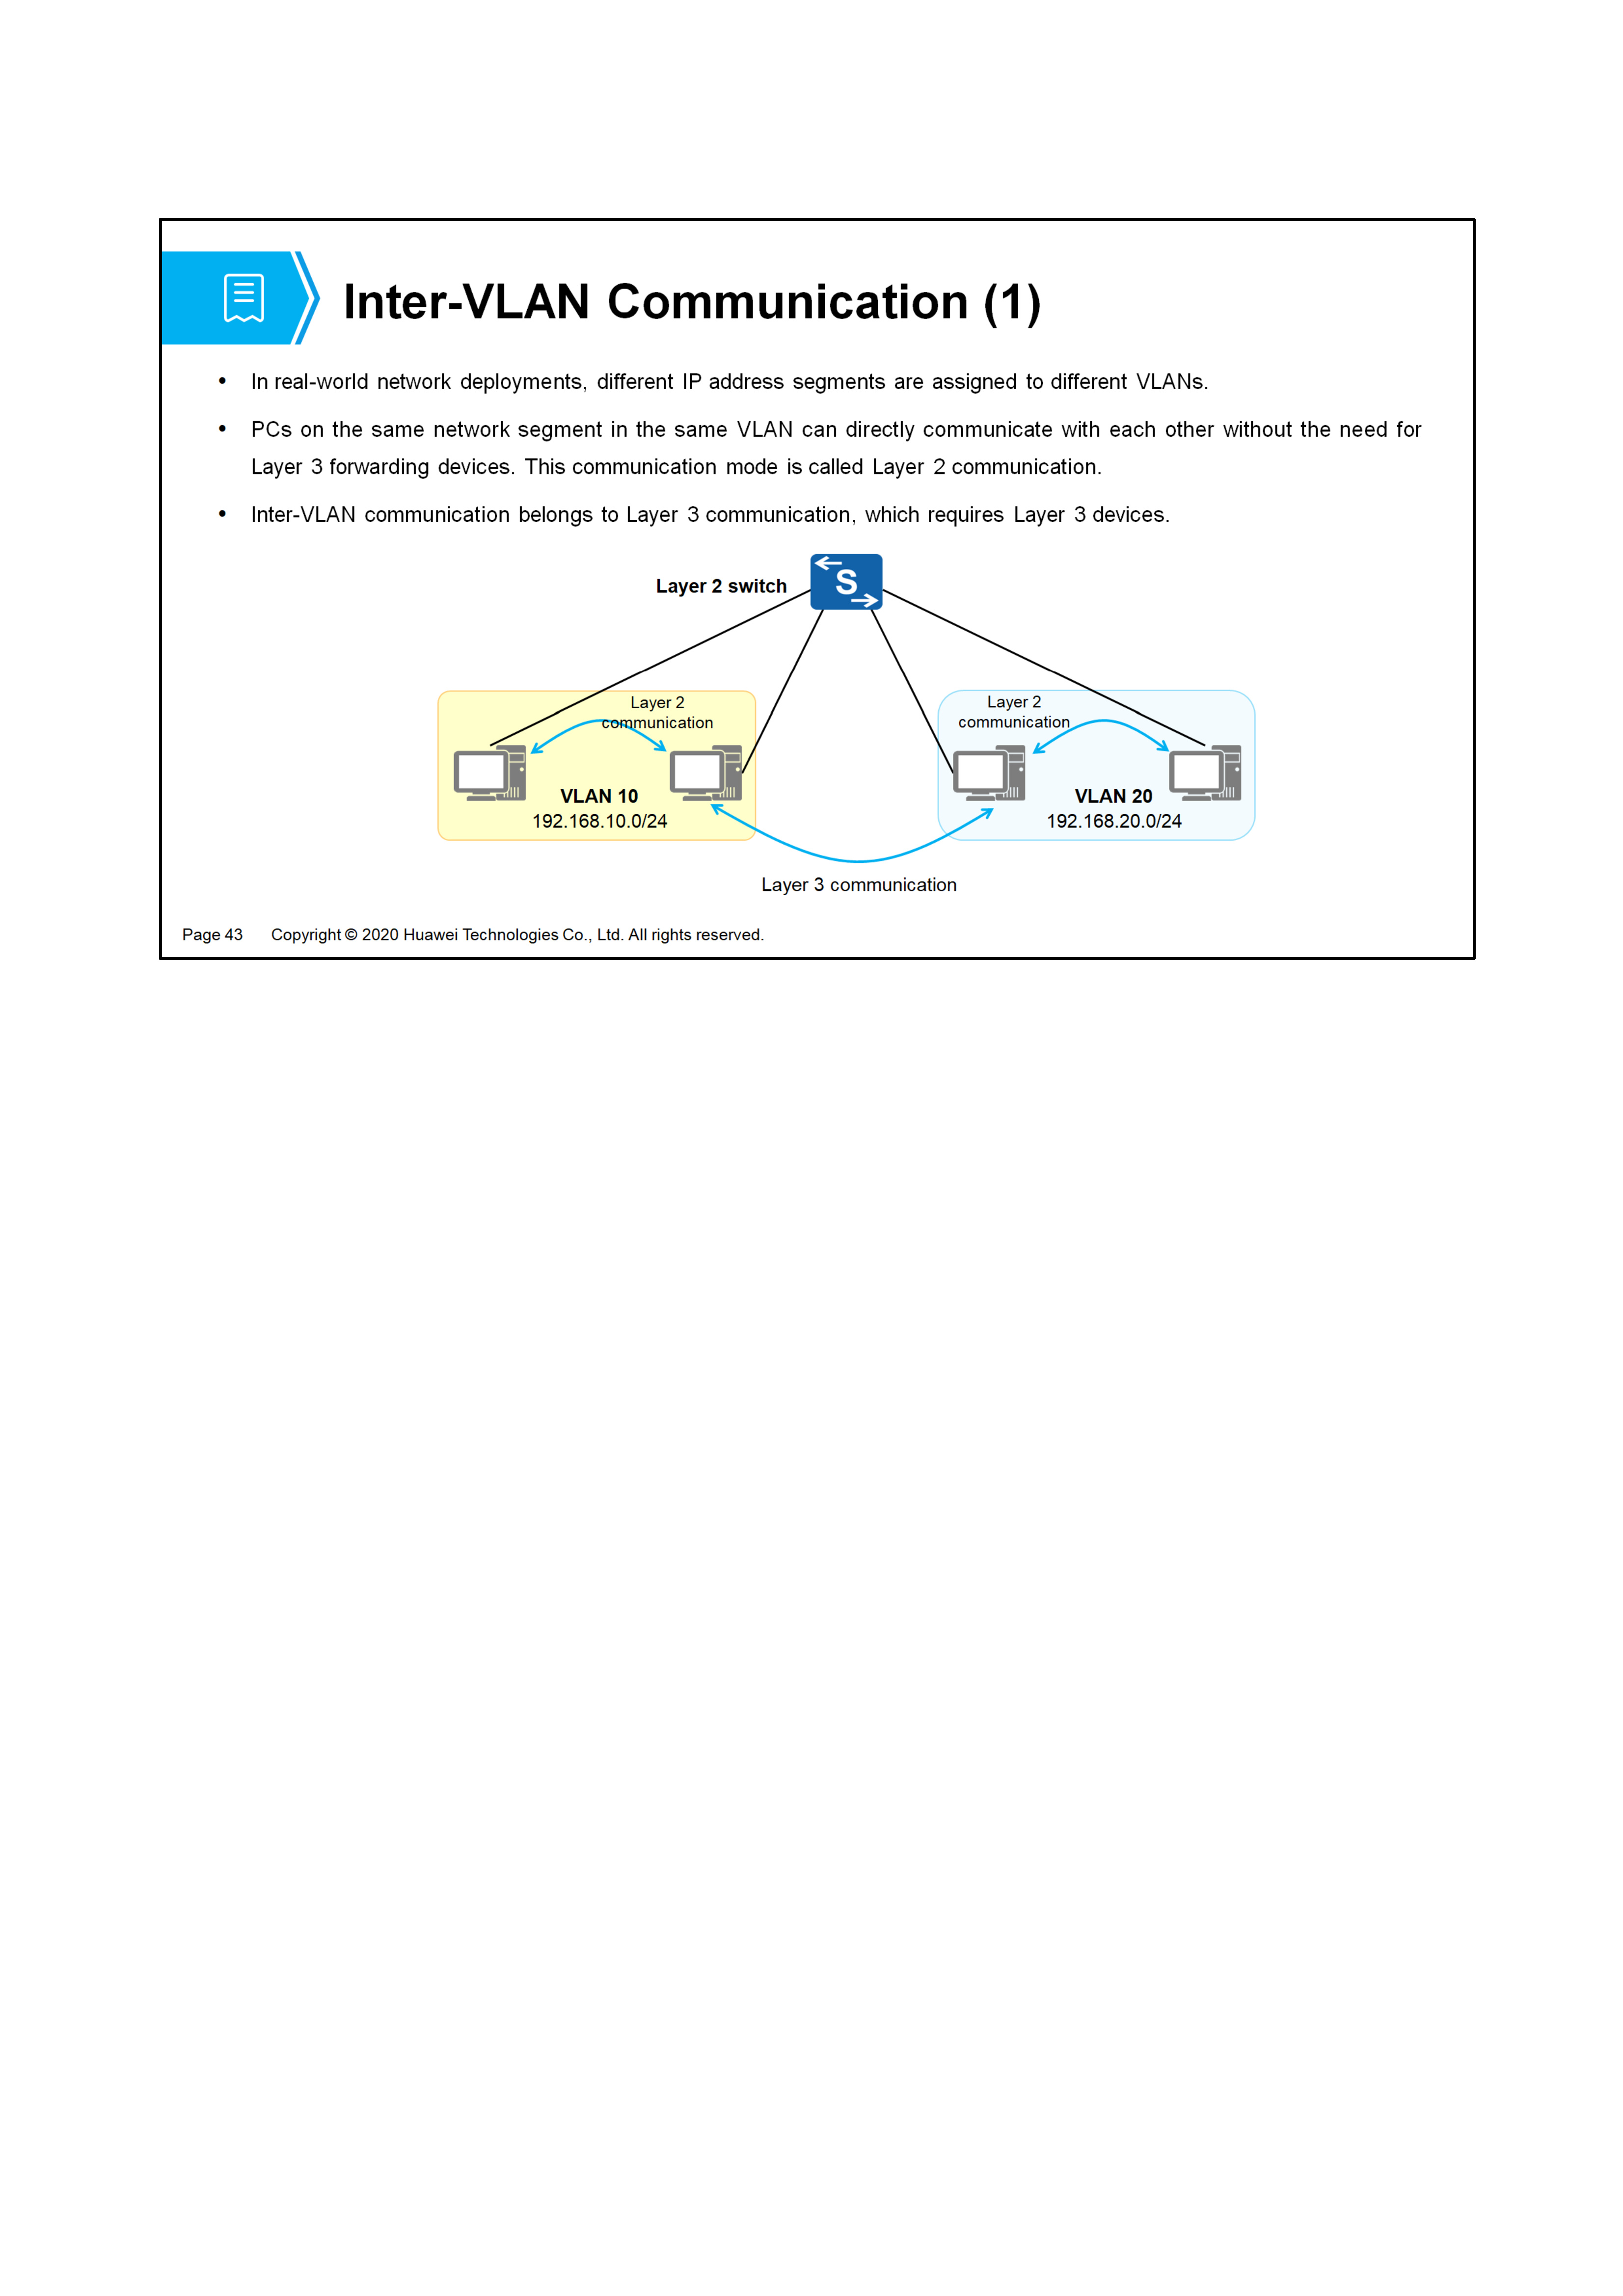 Inter-VLAN Communication (1)
• In real-world network deployments, different IP address segments are assigned to different VLANs.
• PCs on the same network segment in the same VLAN can directly communicate with each other without the need for
Layer 3 forwarding devices. This communication mode is called Layer 2 communication.
• Inter-VLAN communication belongs to Layer 3 communication, which requires Layer 3 devices.
Layer 2 switch
S
Layer 2
communication
Layer 2
communication
VLAN 10
192.168.10.0/24
VLAN 20
192.168.20.0/24
Layer 3 communication
Page 43 Copyright © 2020 Huawei Technologies Co., Ltd. All rights reserved.